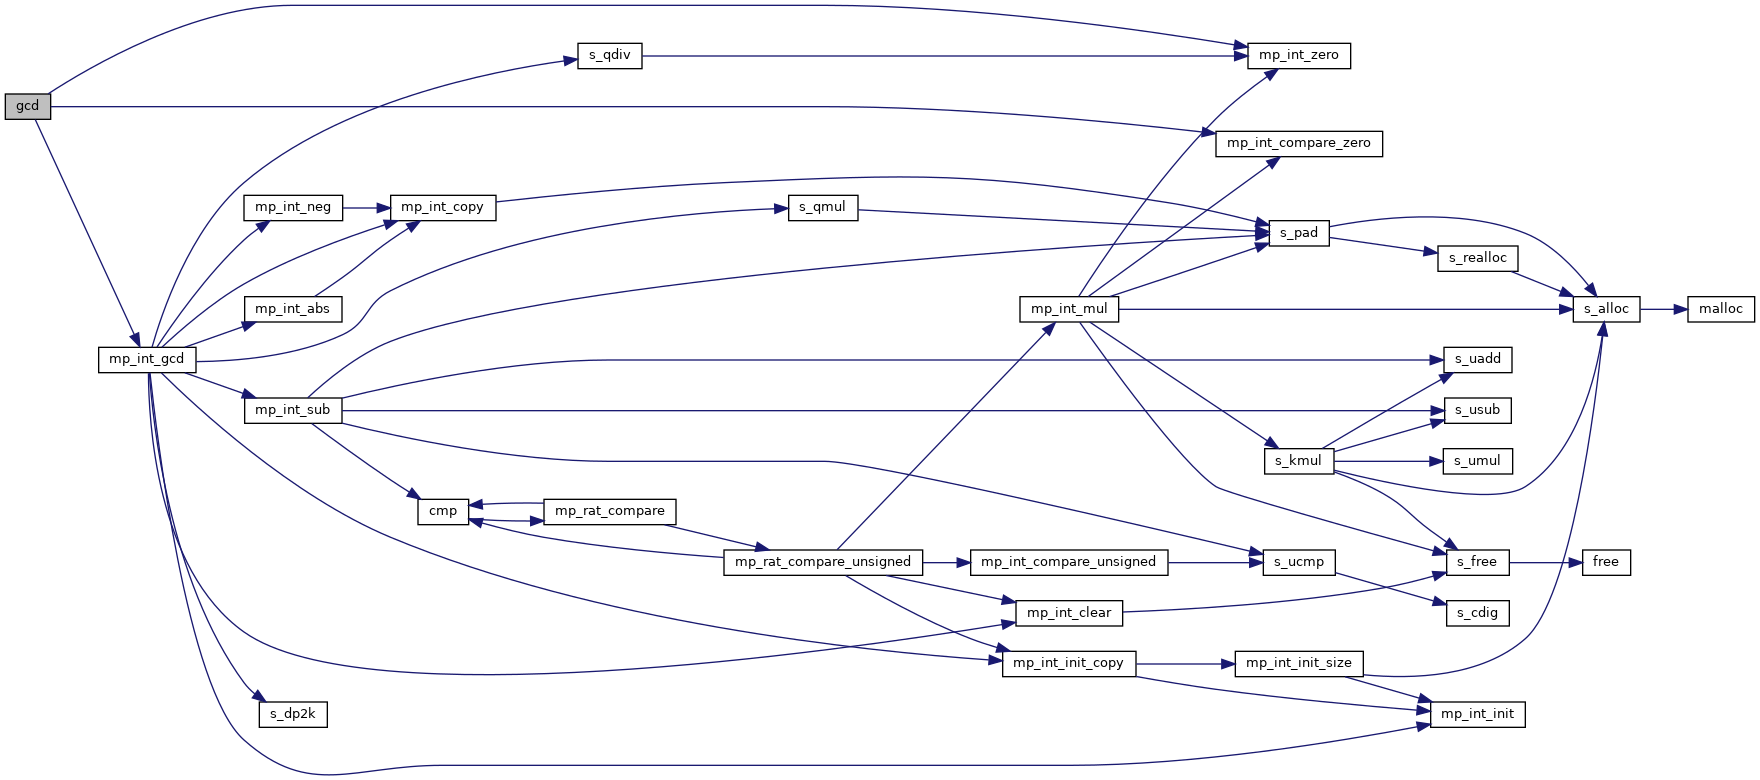 gcd
mp_int_gcd
mp_int_neg
mp_int_abs
mp_int_sub
s_dp2k
mp_int_copy
cmp
s_qdiv
mp_rat_compare
s_qmul
mp_rat_compare_unsigned
mp_int_mul
mp_int_compare_unsigned
mp_int_clear
mp_int_init_copy
mp_int_zero
mp_int_compare_zero
s_pad
s_kmul
s_ucmp
mp_int_init_size
s_realloc
s_uadd
s_usub
s_umul
s_free
s_cdig
mp_int_init
s_alloc
free
malloc